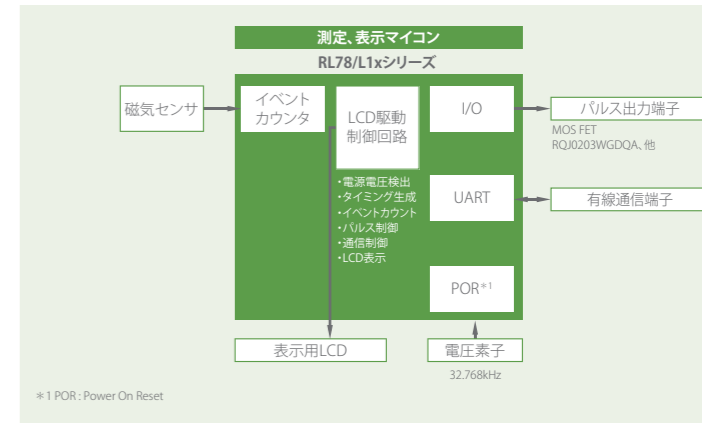 測定、表示マイコン
RL78/L1xシリーズ
磁気センサ
イベント
カウンタ
LCD駆動
制御回路
I/O
パルス出力端子
MOS FET
RQJ0203WGDQA、他
・電源電圧検出
・タイミング生成
・イベントカウント
・パルス制御
・通信制御
・LCD表示
UART
有線通信端子
POR*1
表示用LCD
電圧素子
32.768kHz
*1 POR : Power On Reset